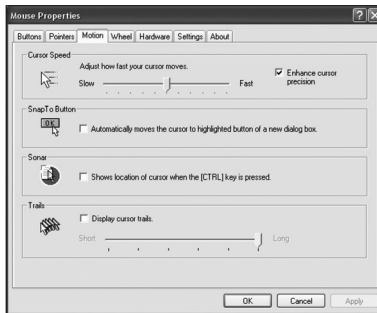 Mouse Properties
Buttons Pointers Motion Wheel Hardware Settings About
Cursor Speed
Adjust how fast your cursor moves.
Slow Fast
Enhance cursor
precision
SnapTo Button
OK
Automatically moves the cursor to highlighted button of a new dialog box.
Sonar
Shows location of cursor when the [CTRL] key is pressed.
Trails
Display cursor trails.
Short Long
OK Cancel Apply